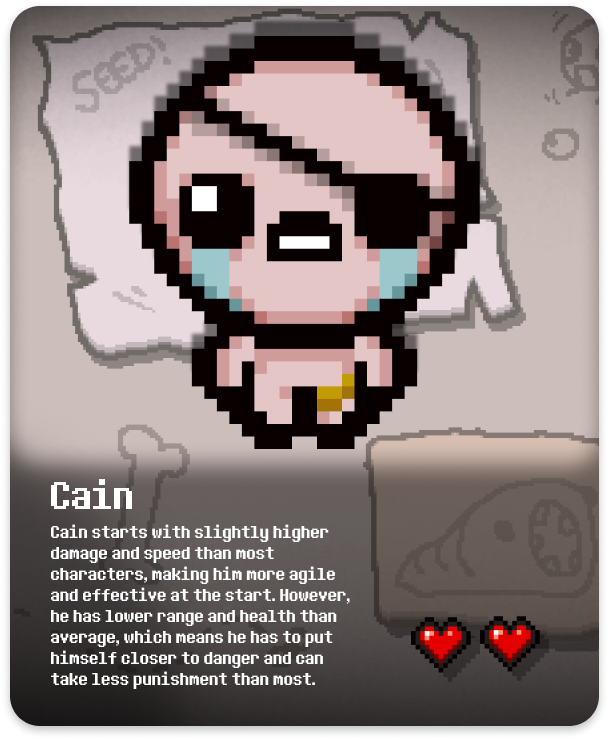 SEED!
Cain
Cain starts with slightly higher
damage and speed than most
characters, making him more agile
and effective at the start. However,
he has lower range and health than
average, which means he has to put
himself closer to danger and can
take less punishment than most.